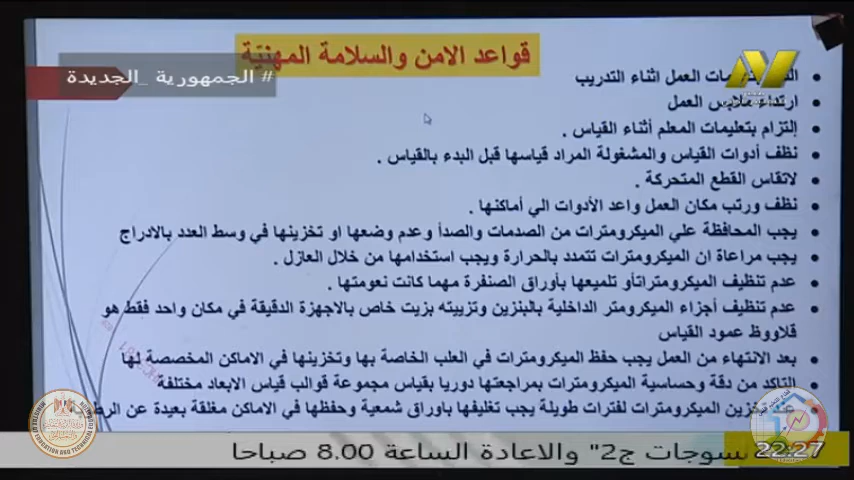 قواعد الامن والسلامة المهنيّة
# الجمهورية _الجديدة
العمل اثناء التدريب
ارتداء ملابس العمل
إلتزام بتعليمات المعلم أثناء القياس .
نظف أدوات القياس والمشغولة المراد قياسها قبل البدء بالقياس .
لاتقاس القطع المتحركة .
نظف ورتب مكان العمل واعد الأدوات الي أماكنها .
يجب المحافظة علي الميكرومترات من الصدمات والصدأ وعدم وضعها او تخزينها في وسط العدد بالادراج
يجب مراعاة ان الميكرومترات تتمدد بالحرارة ويجب استخدامها من خلال العازل .
عدم تنظيف الميكرومتراتأو تلميعها بأوراق الصنفرة مهما كانت نعومتها .
عدم تنظيف أجزاء الميكرومتر الداخلية بالبنزين وتزييته بزيت خاص بالاجهزة الدقيقة في مكان واحد فقط هو
قلاووظ عمود القياس
بعد الانتهاء من العمل يجب حفظ الميكرومترات في العلب الخاصة بها وتخزينها في الاماكن المخصصة لها
التاكد من دقة وحساسية الميكرومترات بمراجعتها دوريا بقياس مجموعة قوالب قياس الابعاد مختلفة
تخزين الميكرومترات لفترات طويلة يجب تغليفها باوراق شمعية وحفظها في الاماكن مغلقة بعيدة عن
سوجات ج2" والاعادة الساعة 8.00 صباحا
22:27